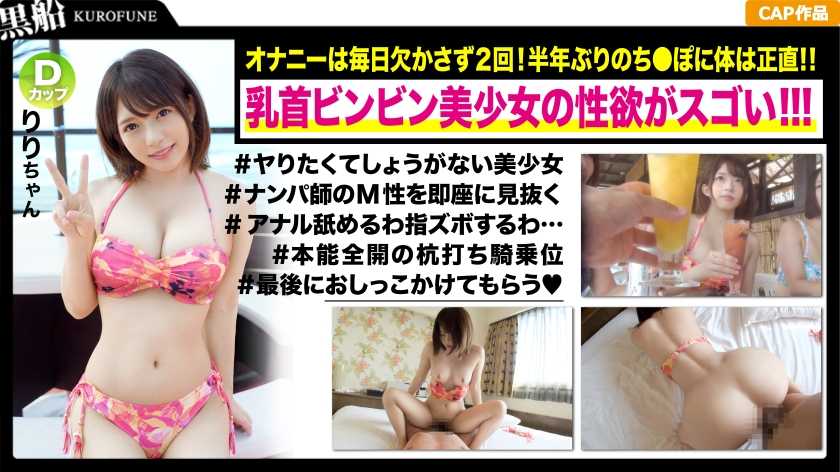 黒船 KUROFUNE
CAP作品
Dカップ
りりちゃん
オナニーは毎日欠かさず2回!半年ぶりのち●ぽに体は正直!!
乳首ビンビン美少女の性欲がスゴい!!!
#ヤりたくてしょうがない美少女
#ナンパ師のM性を即座に見抜く
#アナル舐めるわ指ズボするわ…
#本能全開の杭打ち騎乗位
#最後におしっこかけてもらう♥